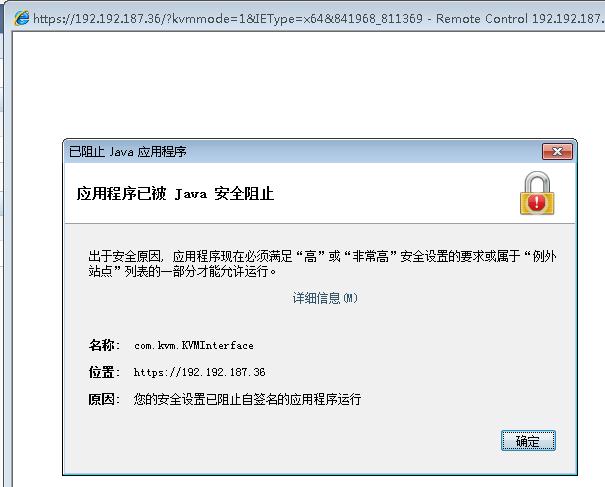 https://192.192.187.36/?kvmmode=1&IEType=x64&841968_811369 - Remote Control 192.192.187.
已阻止 Java 应用程序
应用程序已被 Java 安全阻止
出于安全原因, 应用程序现在必须满足“高”或“非常高”安全设置的要求或属于“例外
站点”列表的一部分才能允许运行。
详细信息(M)
名称: com.kvm.KVMInterface
位置: https://192.192.187.36
原因: 您的安全设置已阻止自签名的应用程序运行
确定